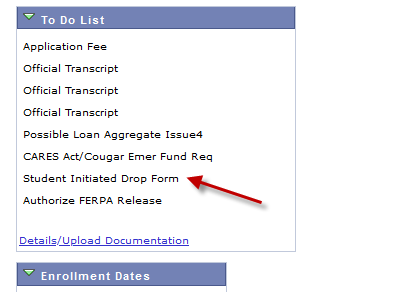 To Do List
Application Fee
Official Transcript
Official Transcript
Official Transcript
Possible Loan Aggregate Issue4
CARES Act/Cougar Emer Fund Req
Student Initiated Drop Form
Authorize FERPA Release
Details/Upload Documentation
Enrollment Dates